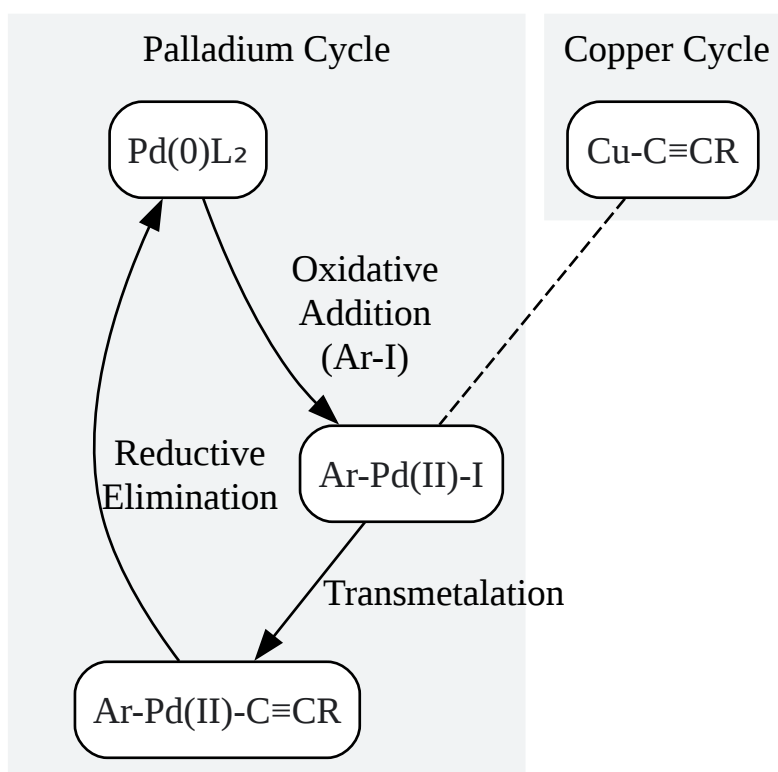 Palladium Cycle
Copper Cycle
Pd(0)L₂
Cu-C≡CR
Oxidative
Addition
(Ar-I)
Reductive
Elimination
Ar-Pd(II)-I
Transmetalation
Ar-Pd(II)-C≡CR